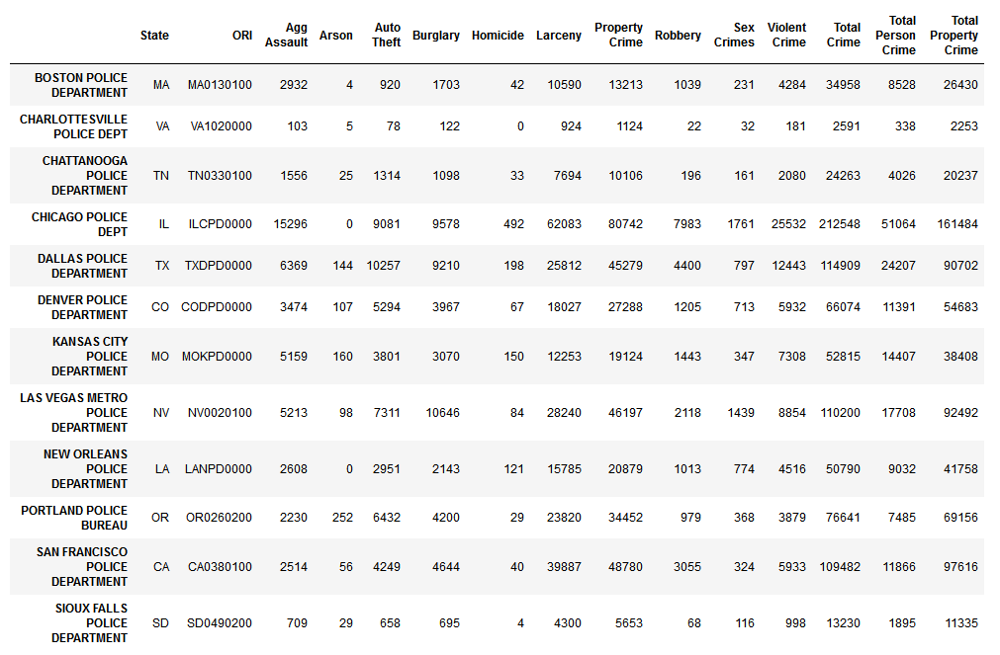 State ORI Agg Assault Arson Auto Theft Burglary Homicide Larceny Property Crime Robbery Sex Crimes Violent Crime Total Crime Total Person Crime Total Property Crime
BOSTON POLICE DEPARTMENT MA MA0130100 2932 4 920 1703 42 10590 13213 1039 231 4284 34958 8528 26430
CHARLOTTESVILLE POLICE DEPT VA VA1020000 103 5 78 122 0 924 1124 22 32 181 2591 338 2253
CHATTANOOGA POLICE DEPARTMENT TN TN0330100 1556 25 1314 1098 33 7694 10106 196 161 2080 24263 4026 20237
CHICAGO POLICE DEPT IL ILCPD0000 15296 0 9081 9578 492 62083 80742 7983 1761 25532 212548 51064 161484
DALLAS POLICE DEPARTMENT TX TXDPD0000 6369 144 10257 9210 198 25812 45279 4400 797 12443 114909 24207 90702
DENVER POLICE DEPARTMENT CO CODPD0000 3474 107 5294 3967 67 18027 27288 1205 713 5932 66074 11391 54683
KANSAS CITY POLICE DEPARTMENT MO MOKPD0000 5159 160 3801 3070 150 12253 19124 1443 347 7308 52815 14407 38408
LAS VEGAS METRO POLICE DEPARTMENT NV NV0020100 5213 98 7311 10646 84 28240 46197 2118 1439 8854 110200 17708 92492
NEW ORLEANS POLICE DEPARTMENT LA LANPD0000 2608 0 2951 2143 121 15785 20879 1013 774 4516 50790 9032 41758
PORTLAND POLICE BUREAU OR OR0260200 2230 252 6432 4200 29 23820 34452 979 368 3879 76641 7485 69156
SAN FRANCISCO POLICE DEPARTMENT CA CA0380100 2514 56 4249 4644 40 39887 48780 3055 324 5933 109482 11866 97616
SIOUX FALLS POLICE DEPARTMENT SD SD0490200 709 29 658 695 4 4300 5653 68 116 998 13230 1895 11335